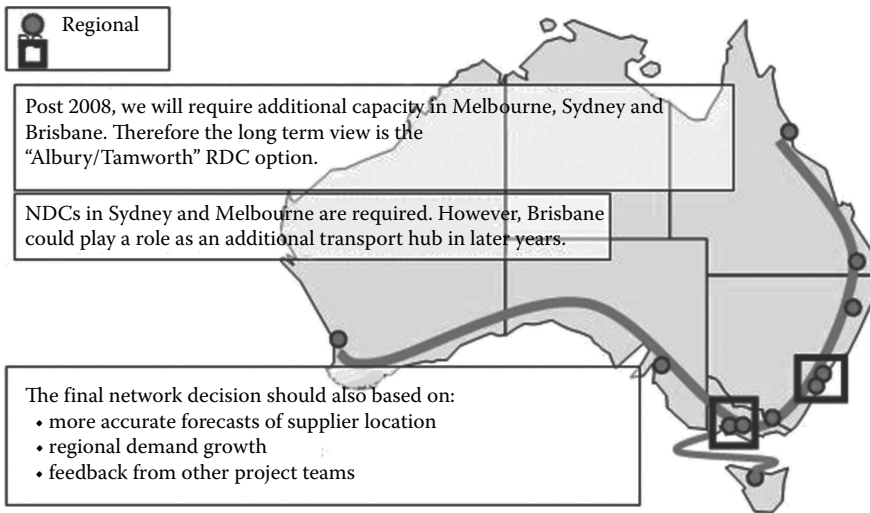 Regional
Post 2008, we will require additional capacity in Melbourne, Sydney and
Brisbane. Therefore the long term view is the
“Albury/Tamworth” RDC option.
NDCs in Sydney and Melbourne are required. However, Brisbane
could play a role as an additional transport hub in later years.
The final network decision should also based on:
• more accurate forecasts of supplier location
• regional demand growth
• feedback from other project teams